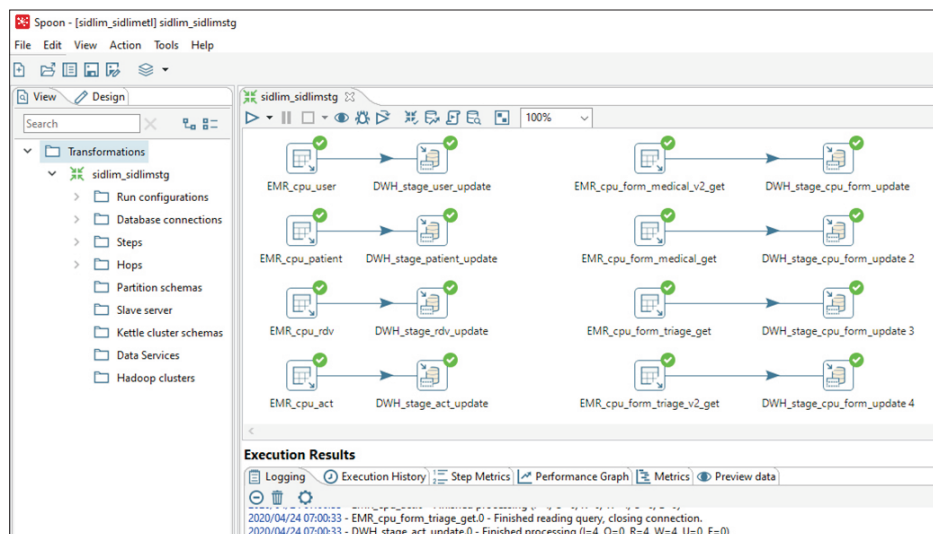 Spoon - [sidlim_sidlimetl] sidlim_sidlimstg
File Edit View Action Tools Help
View Design
Search
Transformations
sidlim_sidlimstg
Run configurations
Database connections
Steps
Hops
Partition schemas
Slave server
Kettle cluster schemas
Data Services
Hadoop clusters
sidlim_sidlimstg
100%
EMR_cpu_user DWH_stage_user_update EMR_cpu_form_medical_v2_get DWH_stage_cpu_form_update
EMR_cpu_patient DWH_stage_patient_update EMR_cpu_form_medical_get DWH_stage_cpu_form_update 2
EMR_cpu_rdv DWH_stage_rdv_update EMR_cpu_form_triage_get DWH_stage_cpu_form_update 3
EMR_cpu_act DWH_stage_act_update EMR_cpu_form_triage_v2_get DWH_stage_cpu_form_update 4
Execution Results
Logging Execution History Step Metrics Performance Graph Metrics Preview data
2020/04/24 07:00:33 - EMR_cpu_form_triage_get.0 - Finished reading query, closing connection.
2020/04/24 07:00:33 - DWH_stage_act_update.0 - Finished processing (I=4, O=0, R=4, W=4, U=0, E=0)